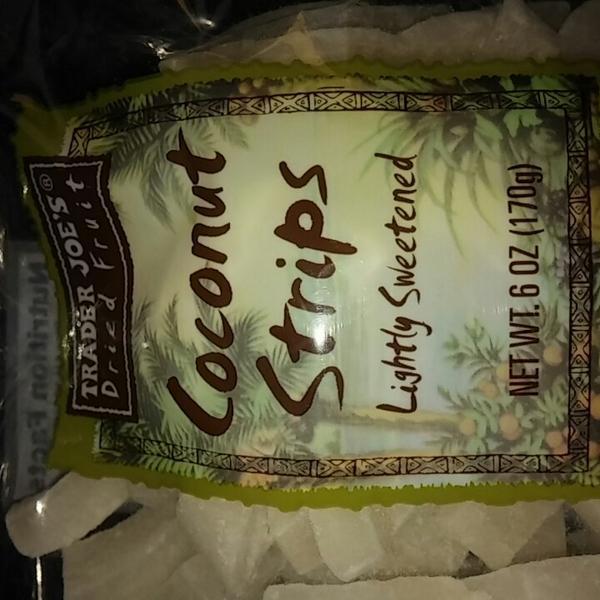 TRADER JOE'S®
Dried Fruit
Coconut
Strips
Lightly Sweetened
NET WT. 6 OZ (170g)
Nutrition Facts